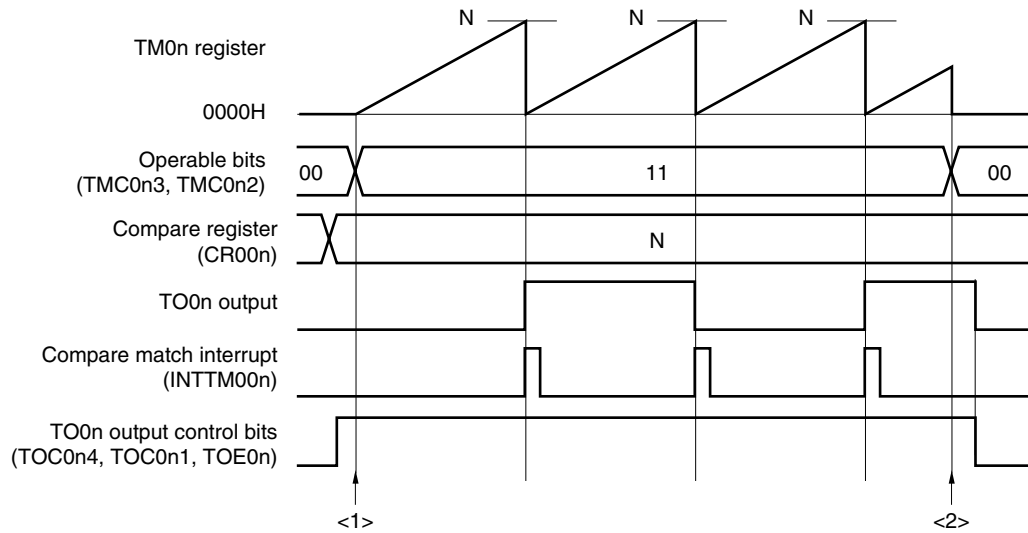 N N N
TM0n register
0000H
Operable bits
(TMC0n3, TMC0n2)
00 11 00
Compare register
(CR00n)
N
TO0n output
Compare match interrupt
(INTTM00n)
TO0n output control bits
(TOC0n4, TOC0n1, TOE0n)
<1> <2>